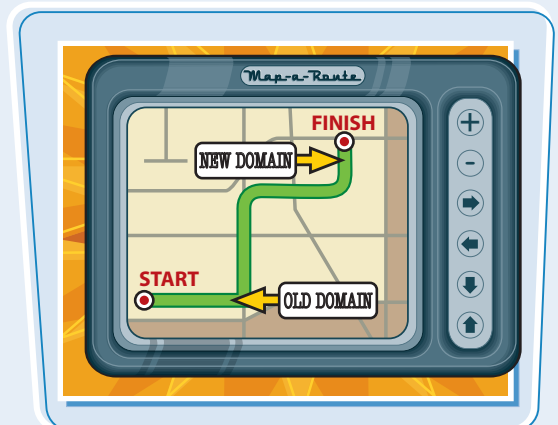 Map-a-Route
FINISH
NEW DOMAIN
START
OLD DOMAIN